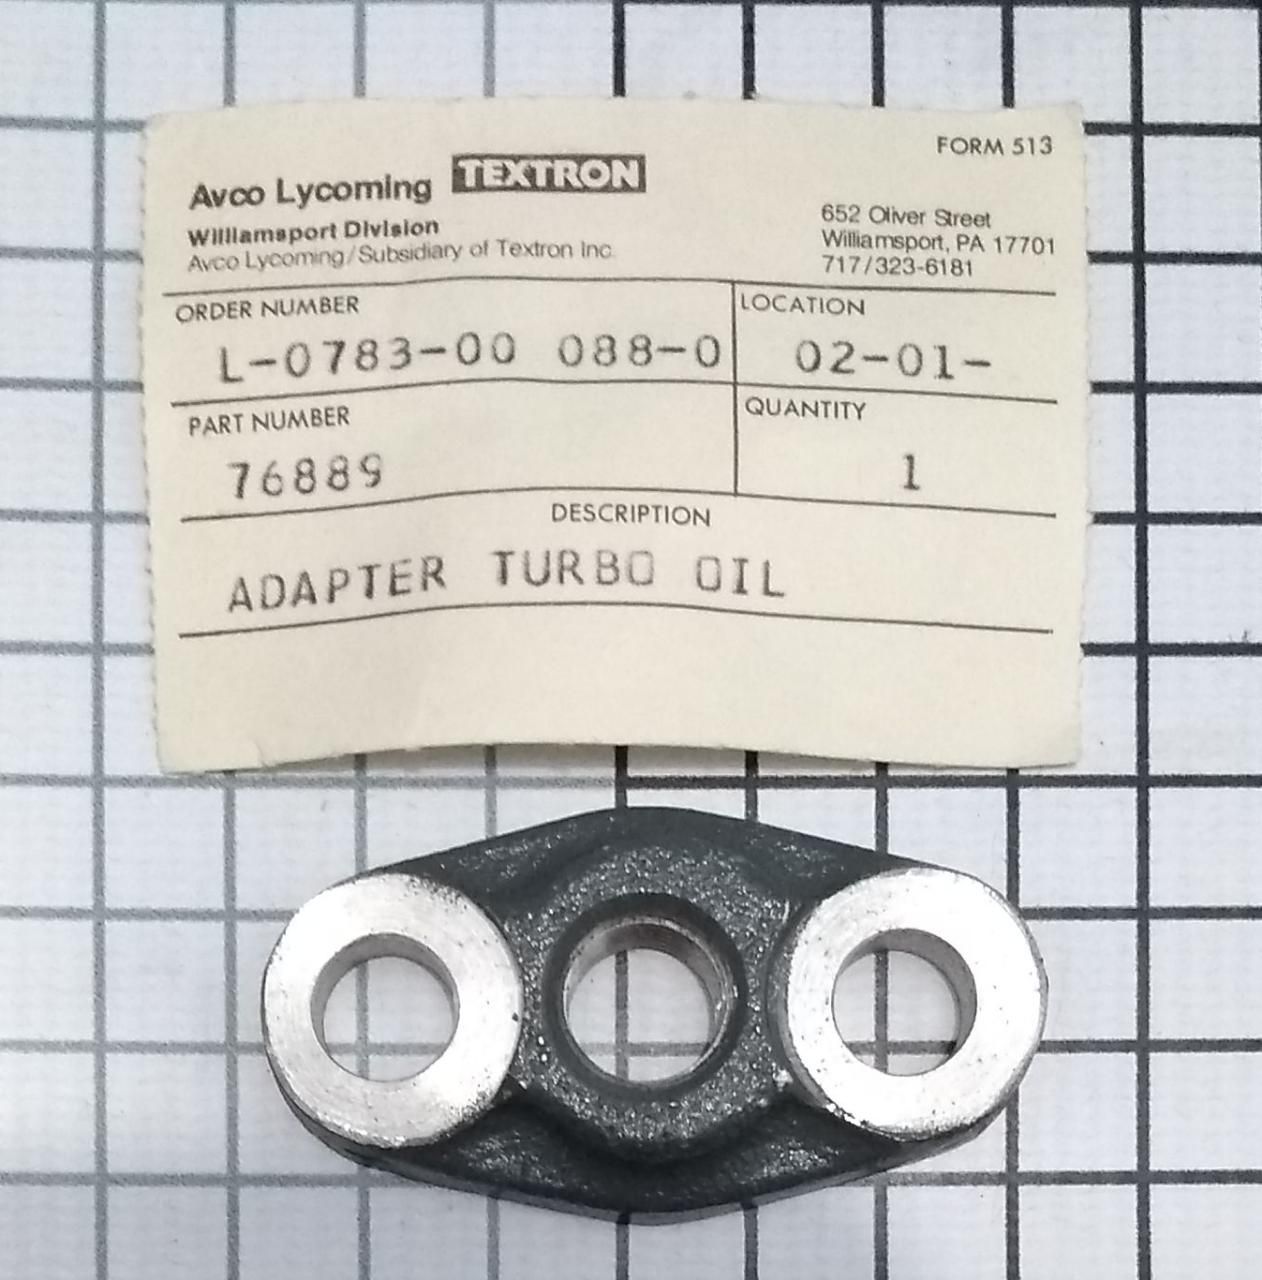 FORM 513
Avco Lycoming TEXTRON
Williamsport Division
Avco Lycoming/Subsidiary of Textron Inc.
652 Oliver Street
Williamsport, PA 17701
717/323-6181
ORDER NUMBER
L-0783-00 088-0
LOCATION
02-01-
PART NUMBER
76889
QUANTITY
1
DESCRIPTION
ADAPTER TURBO OIL